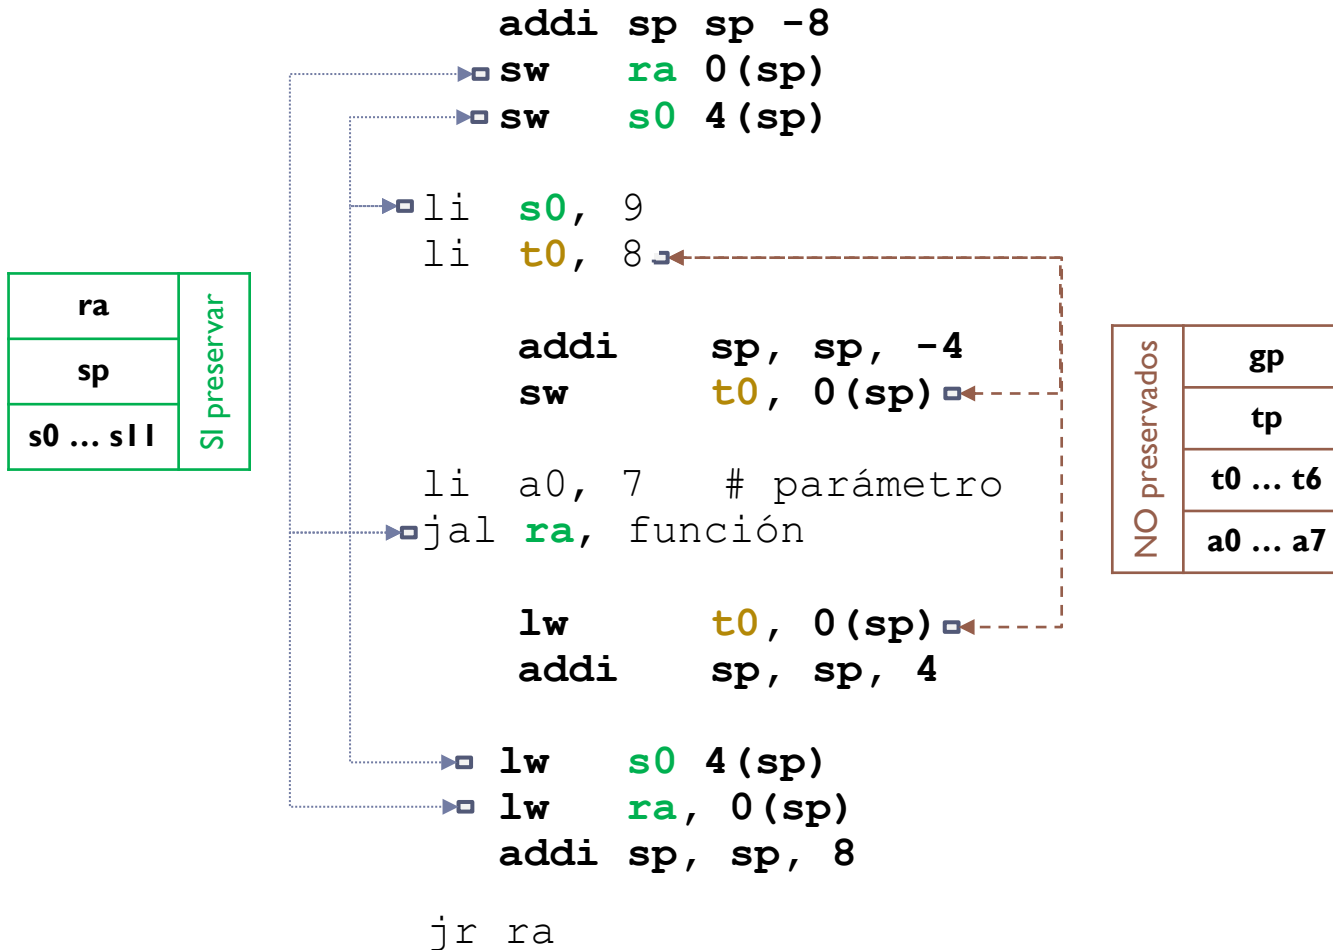 addi sp sp -8
sw ra 0(sp)
sw s0 4(sp)
li s0, 9
li t0, 8
ra
sp
s0 ... s11
SI preservar
addi sp, sp, -4
sw t0, 0(sp)
gp
tp
t0 ... t6
a0 ... a7
NO preservados
li a0, 7 # parámetro
jal ra, función
lw t0, 0(sp)
addi sp, sp, 4
lw s0 4(sp)
lw ra, 0(sp)
addi sp, sp, 8
jr ra